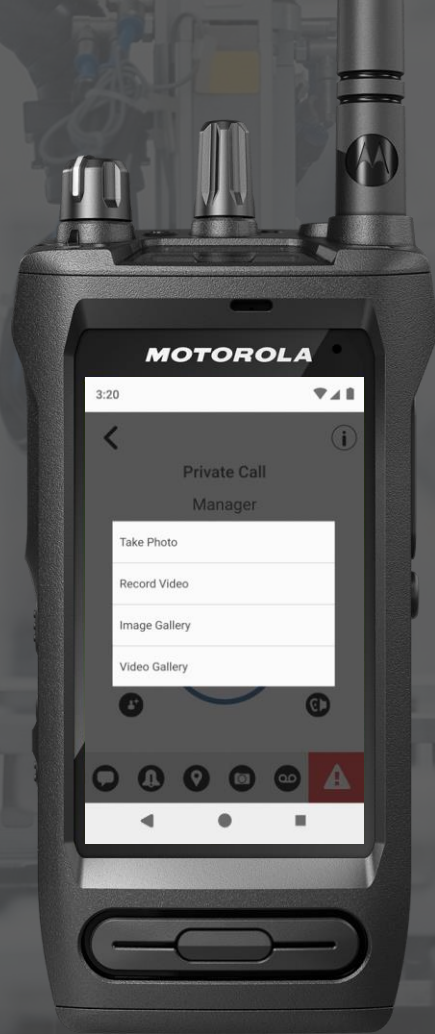 MOTOROLA
3:20
Private Call
Manager
Take Photo
Record Video
Image Gallery
Video Gallery